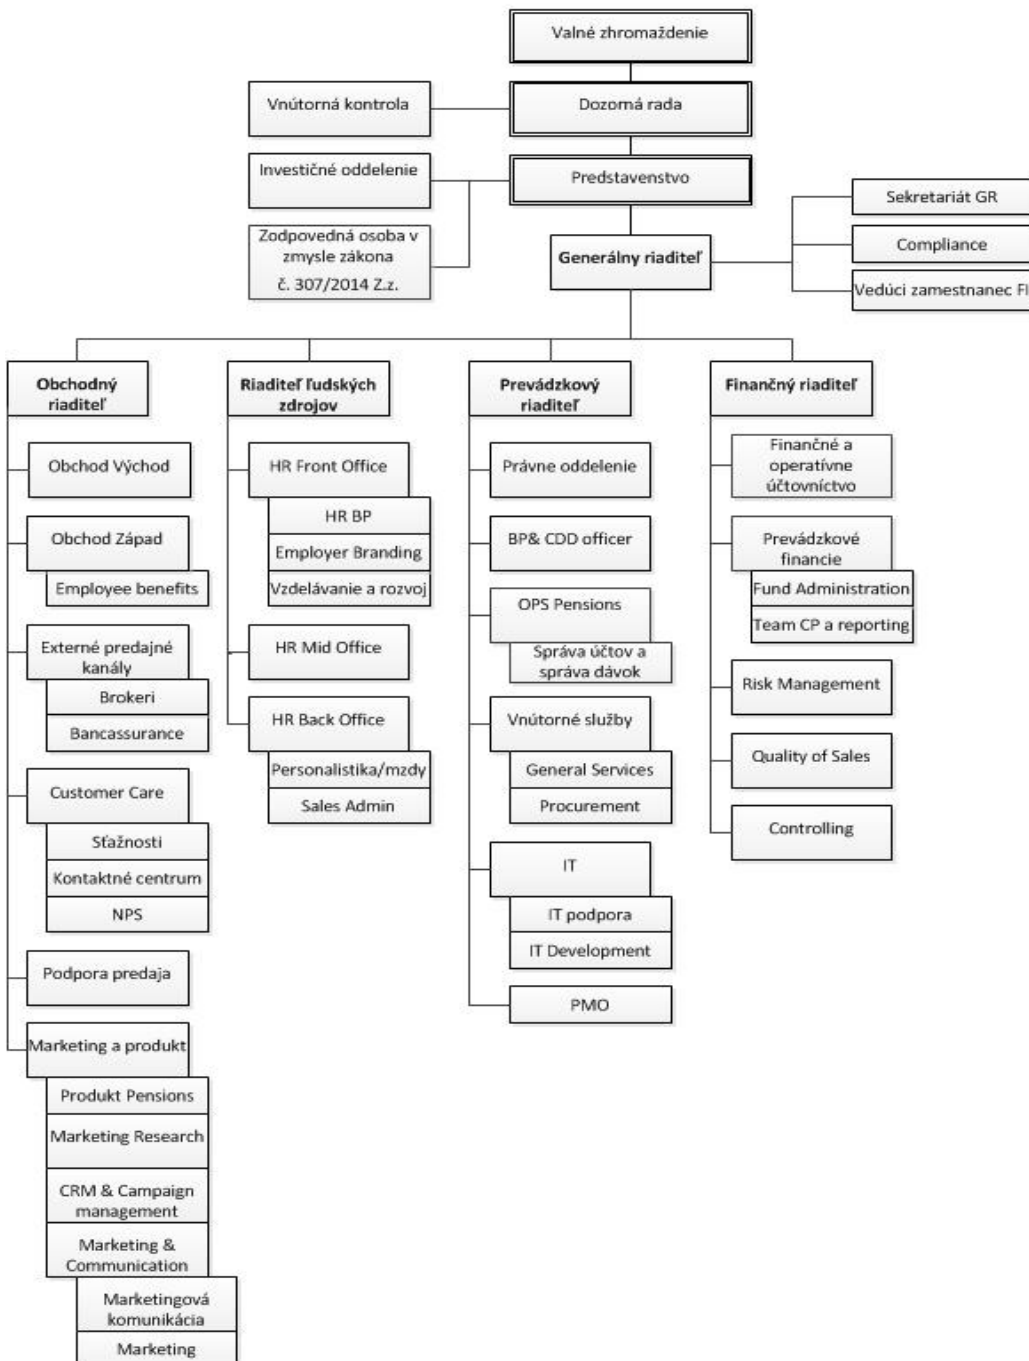 Valné zhromaždenie
Vnútorná kontrola
Dozorná rada
Investičné oddelenie
Predstavenstvo
Zodpovedná osoba v
zmysle zákona
č. 307/2014 Z.z.
Generálny riaditeľ
Sekretariát GR
Compliance
Vedúci zamestnanec FI
Obchodný
riaditeľ
Obchod Východ
Obchod Západ
Employee benefits
Externé predajné
kanály
Brokeri
Bancassurance
Customer Care
Sťažnosti
Kontaktné centrum
NPS
Podpora predaja
Marketing a produkt
Produkt Pensions
Marketing Research
CRM & Campaign
management
Marketing &
Communication
Marketingová
komunikácia
Marketing
Riaditeľ ľudských
zdrojov
HR Front Office
HR BP
Employer Branding
Vzdelávanie a rozvoj
HR Mid Office
HR Back Office
Personalistika/mzdy
Sales Admin
Prevádzkový
riaditeľ
Právne oddelenie
BP& CDD officer
OPS Pensions
Správa účtov a
správa dávok
Vnútorné služby
General Services
Procurement
IT
IT podpora
IT Development
PMO
Finančný riaditeľ
Finančné a
operatívne
účtovníctvo
Prevádzkové
financie
Fund Administration
Team CP a reporting
Risk Management
Quality of Sales
Controlling